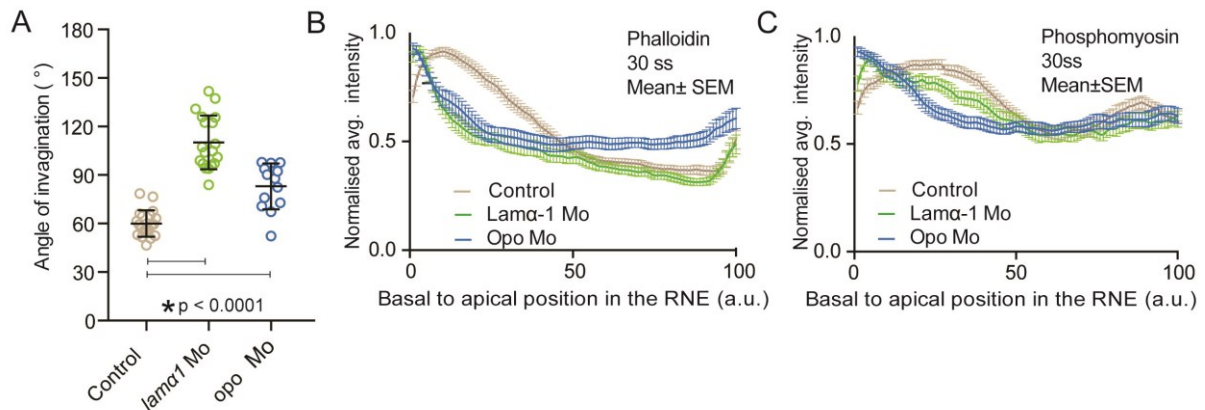 A
Angle of invagination (°)
180
150
120
90
60
30
0
* p < 0.0001
Control
lamα1 Mo
opo Mo
B
Normalised avg. intensity
1.0
0.5
0.0
Phalloidin
30 ss
Mean± SEM
Control
Lamα-1 Mo
Opo Mo
0
50
100
Basal to apical position in the RNE (a.u.)
C
Normalised avg. intensity
1.0
0.5
0.0
Phosphomyosin
30ss
Mean±SEM
Control
Lamα-1 Mo
Opo Mo
0
50
100
Basal to apical position in the RNE (a.u.)